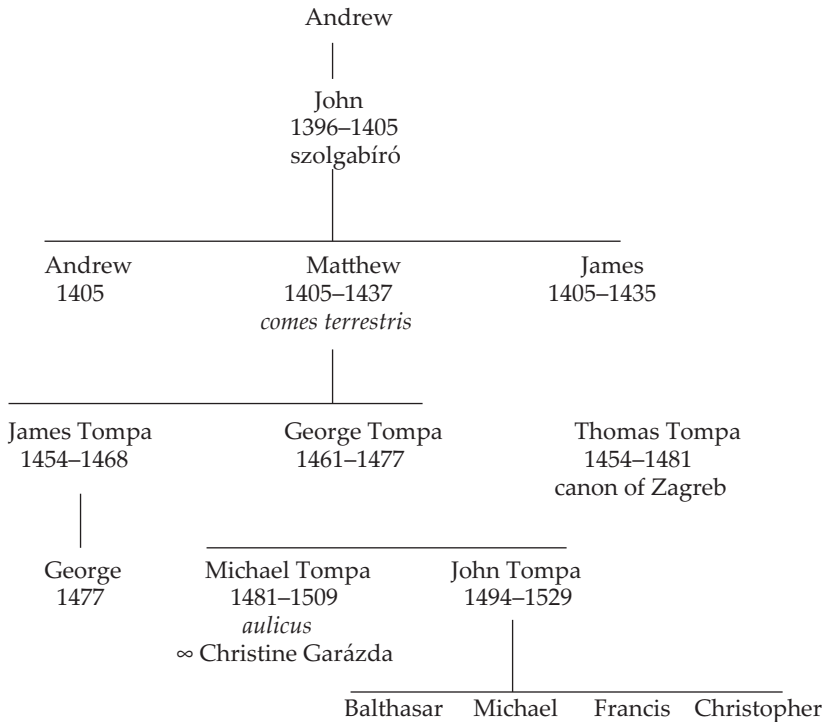 Andrew
John
1396–1405
szolgabíró
Andrew Matthew James
1405 1405–1437 1405–1435
comes terrestris
James Tompa George Tompa Thomas Tompa
1454–1468 1461–1477 1454–1481
canon of Zagreb
George Michael Tompa John Tompa
1477 1481–1509 1494–1529
aulicus
∞ Christine Garázda
Balthasar Michael Francis Christopher